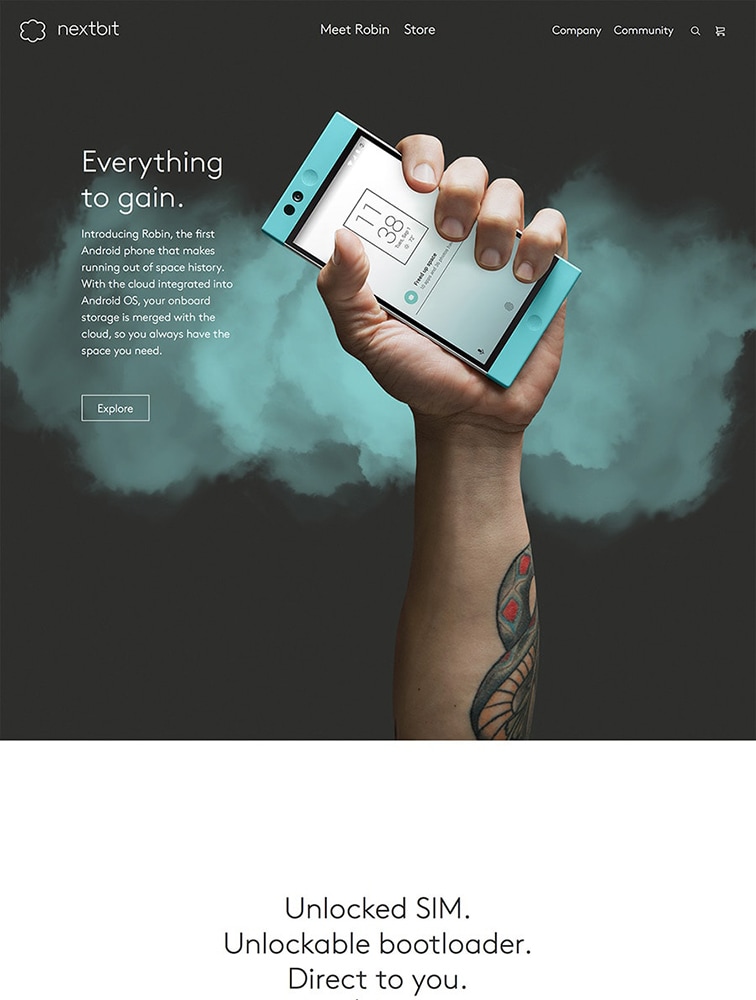 nextbit
Meet Robin
Store
Company
Community
Everything
to gain.
Introducing Robin, the first
Android phone that makes
running out of space history.
With the cloud integrated into
Android OS, your onboard
storage is merged with the
cloud, so you always have the
space you need.
Explore
11
38
Tues, Sep 1
Freed up space
Unlocked SIM.
Unlockable bootloader.
Direct to you.